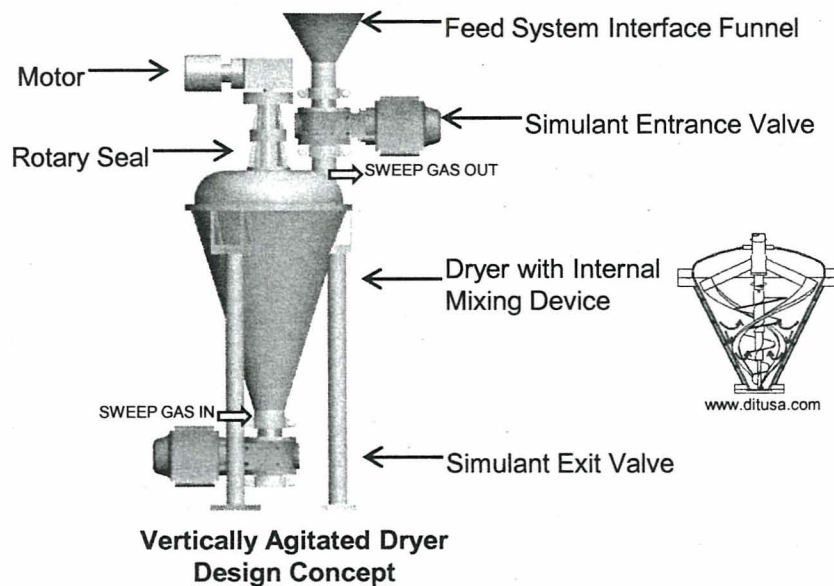 Feed System Interface Funnel
Motor
Simulant Entrance Valve
Rotary Seal
SWEEP GAS OUT
Dryer with Internal
Mixing Device
www.ditusa.com
SWEEP GAS IN
Simulant Exit Valve
Vertically Agitated Dryer
Design Concept